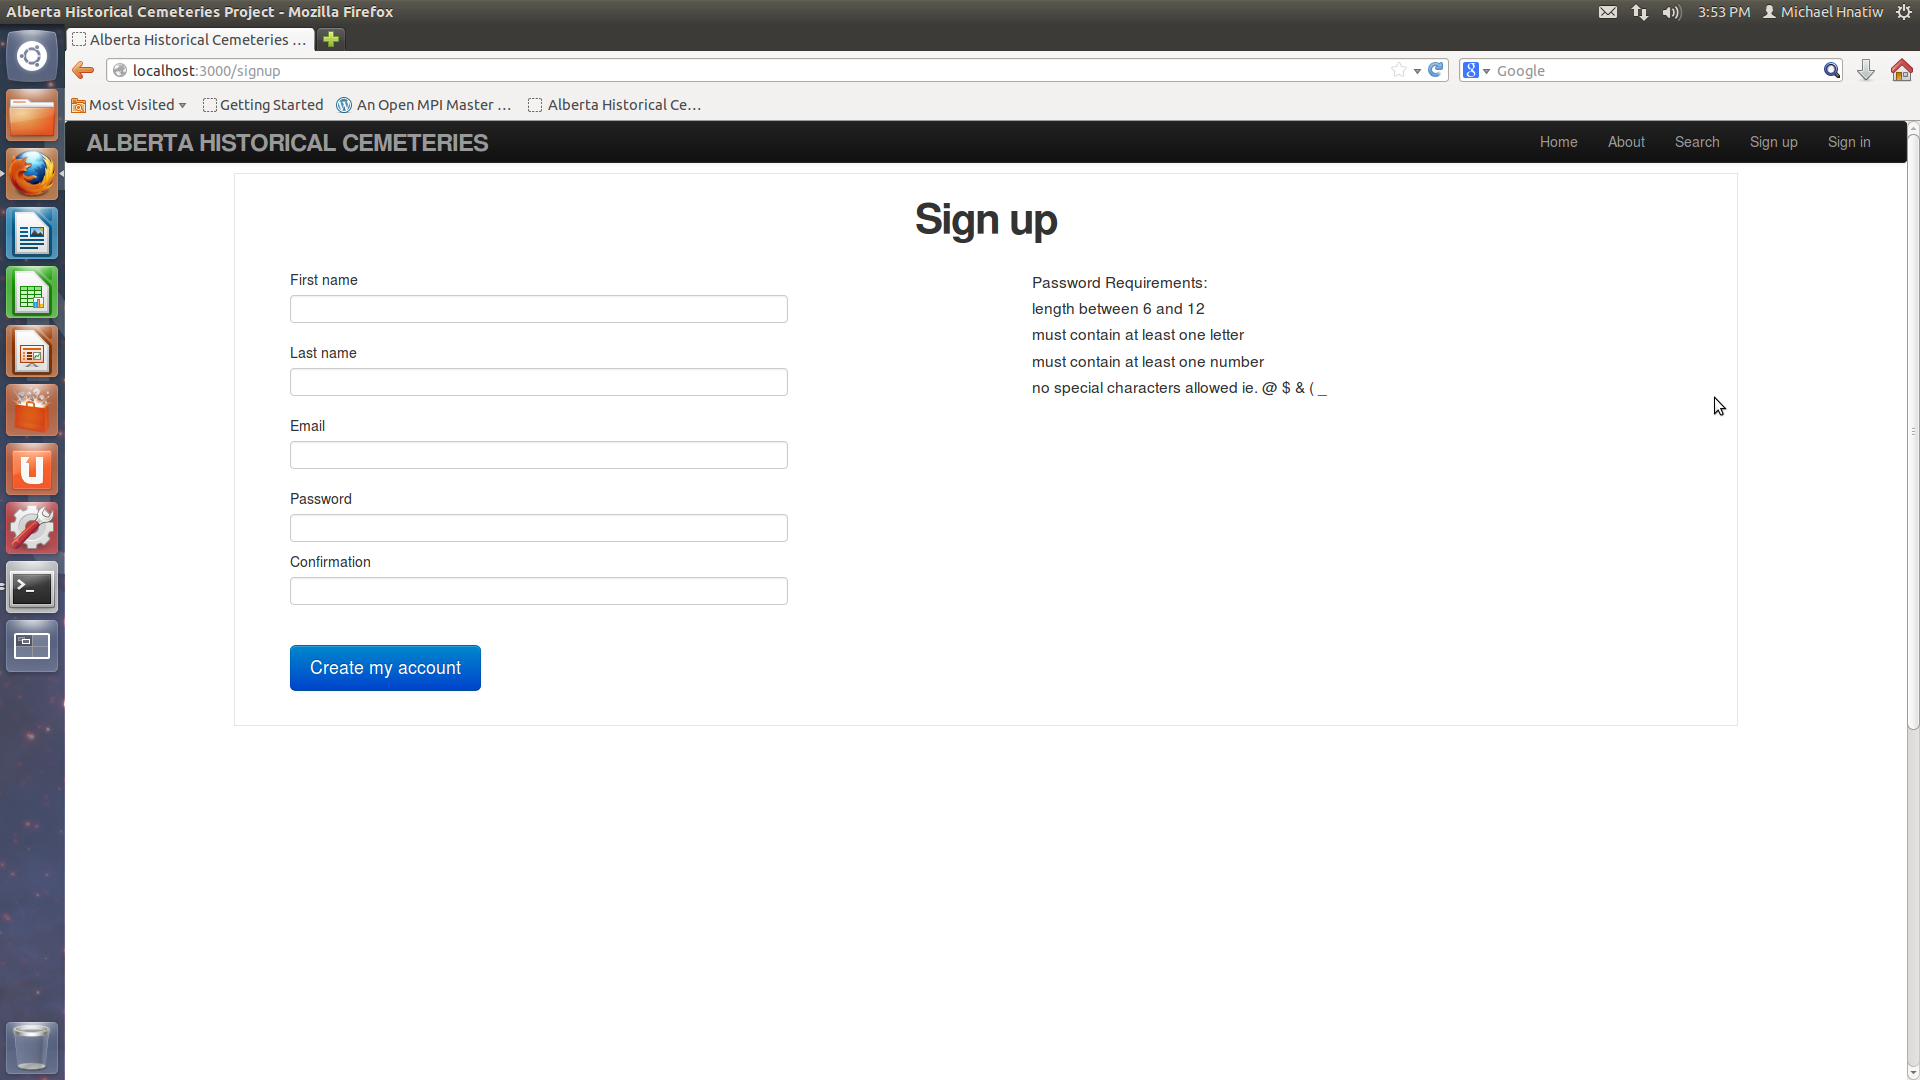 Alberta Historical Cemeteries Project - Mozilla Firefox
3:53 PM Michael Hnatiw
Alberta Historical Cemeteries ...
localhost:3000/signup
Google
Most Visited Getting Started An Open MPI Master ... Alberta Historical Ce...
ALBERTA HISTORICAL CEMETERIES
Home About Search Sign up Sign in
Sign up
First name
Last name
Email
Password
Confirmation
Create my account
Password Requirements:
length between 6 and 12
must contain at least one letter
must contain at least one number
no special characters allowed ie. @ $ & ( _